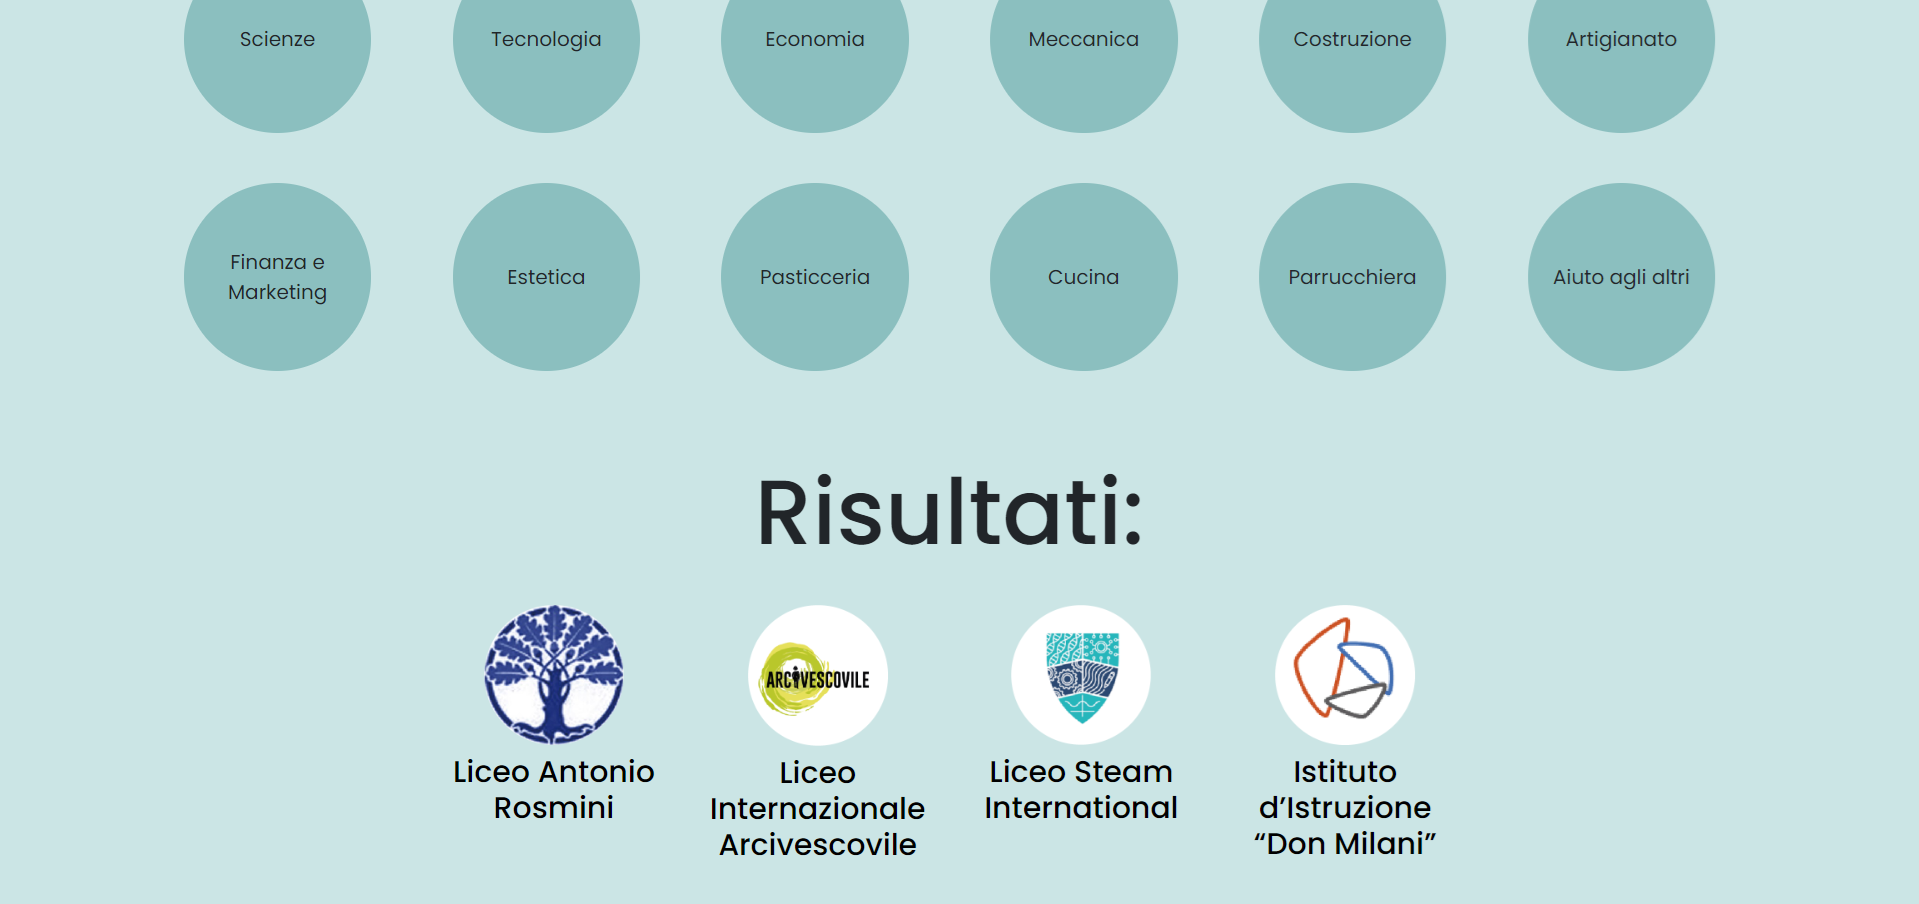 Scienze
Tecnologia
Economia
Meccanica
Costruzione
Artigianato
Finanza e
Marketing
Estetica
Pasticceria
Cucina
Parrucchiera
Aiuto agli altri
Risultati:
ARCIVESCOVILE
Liceo Antonio
Rosmini
Liceo
Internazionale
Arcivescovile
Liceo Steam
International
Istituto
d’Istruzione
“Don Milani”